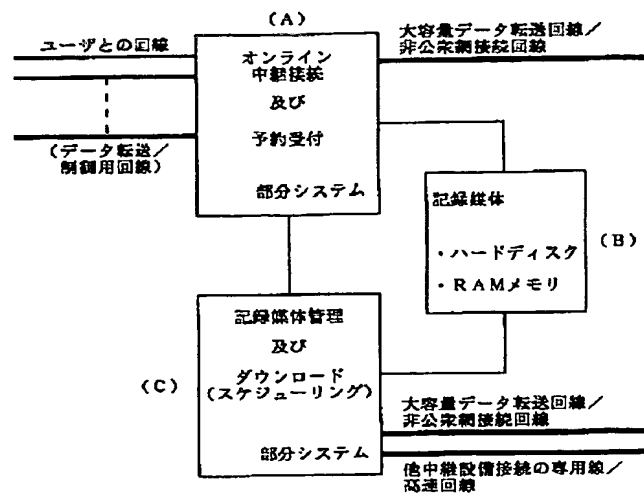 (A)
ユーザとの回線
(データ転送/
制御用回線)
オンライン
中継接続
及び
予約受付
部分システム
大容量データ転送回線/
非公衆網接続回線
記録媒体
・ハードディスク
・RAMメモリ
(B)
(C)
記録媒体管理
及び
ダウンロード
(スケジューリング)
部分システム
大容量データ転送回線/
非公衆網接続回線
他中継設備接続の専用線/
高速回線